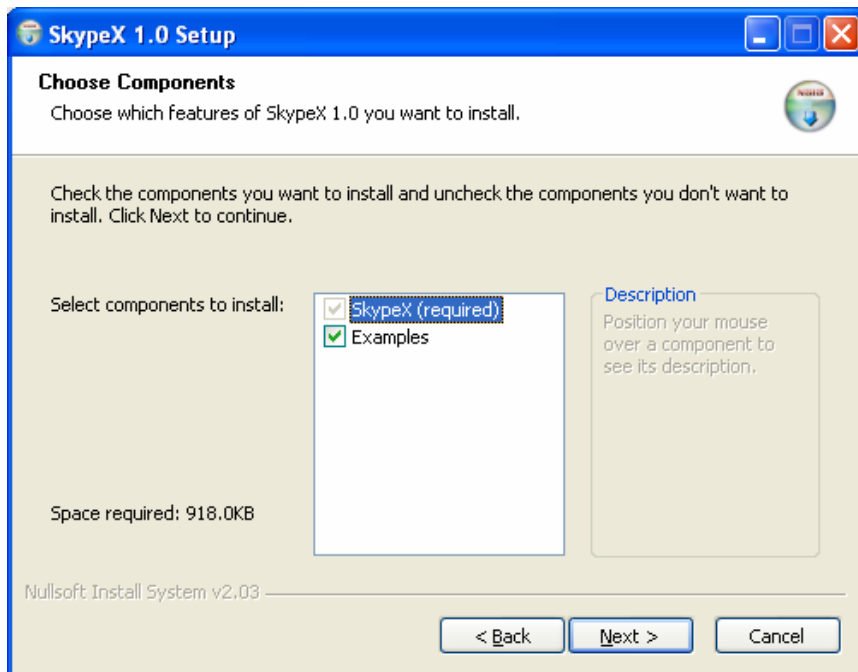 SkypeX 1.0 Setup
Choose Components
Choose which features of SkypeX 1.0 you want to install.
Check the components you want to install and uncheck the components you don't want to
install. Click Next to continue.
Select components to install:
SkypeX (required)
Examples
Description
Position your mouse
over a component to
see its description.
Space required: 918.0KB
Nullsoft Install System v2.03
< Back
Next >
Cancel